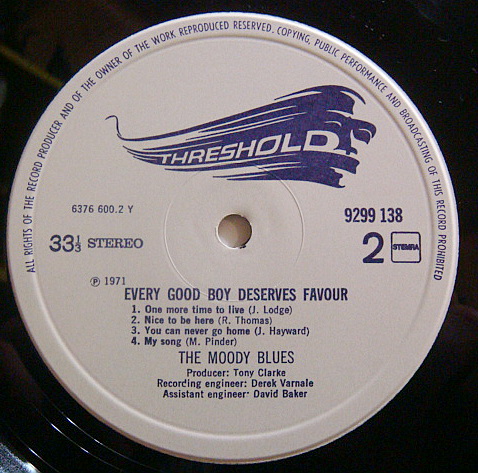 ALL RIGHTS OF THE RECORD PRODUCER AND OF THE OWNER OF THE WORK REPRODUCED RESERVED. COPYING, PUBLIC PERFORMANCE AND BROADCASTING OF THIS RECORD PROHIBITED
THRESHOLD
6376 600.2 Y
9299 138
33⅓ STEREO
2 STEMRA
Ⓟ 1971
EVERY GOOD BOY DESERVES FAVOUR
1. One more time to live (J. Lodge)
2. Nice to be here (R. Thomas)
3. You can never go home (J. Hayward)
4. My song (M. Pinder)
THE MOODY BLUES
Producer: Tony Clarke
Recording engineer: Derek Varnale
Assistant engineer: David Baker